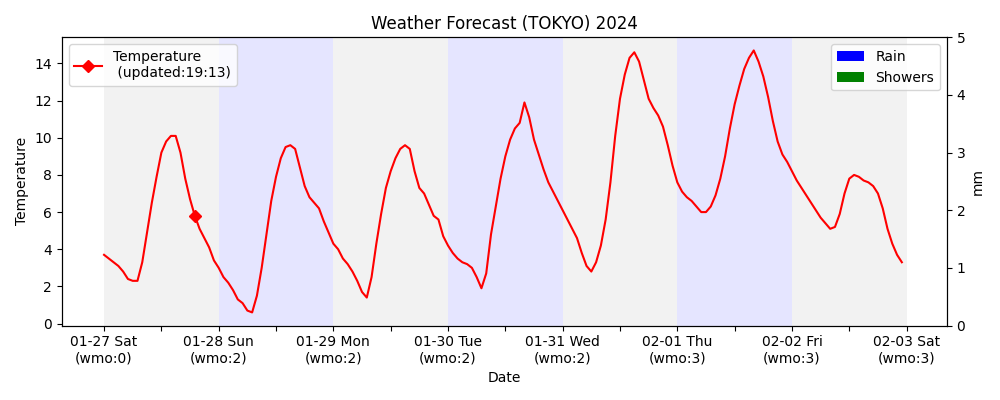 Weather Forecast (TOKYO) 2024
Temperature
(updated:19:13)
Rain
Showers
Temperature
14
12
10
8
6
4
2
0
5
4
3
2
1
0
mm
01-27 Sat
(wmo:0)
01-28 Sun
(wmo:2)
01-29 Mon
(wmo:2)
01-30 Tue
(wmo:2)
01-31 Wed
(wmo:2)
02-01 Thu
(wmo:3)
02-02 Fri
(wmo:3)
02-03 Sat
(wmo:3)
Date